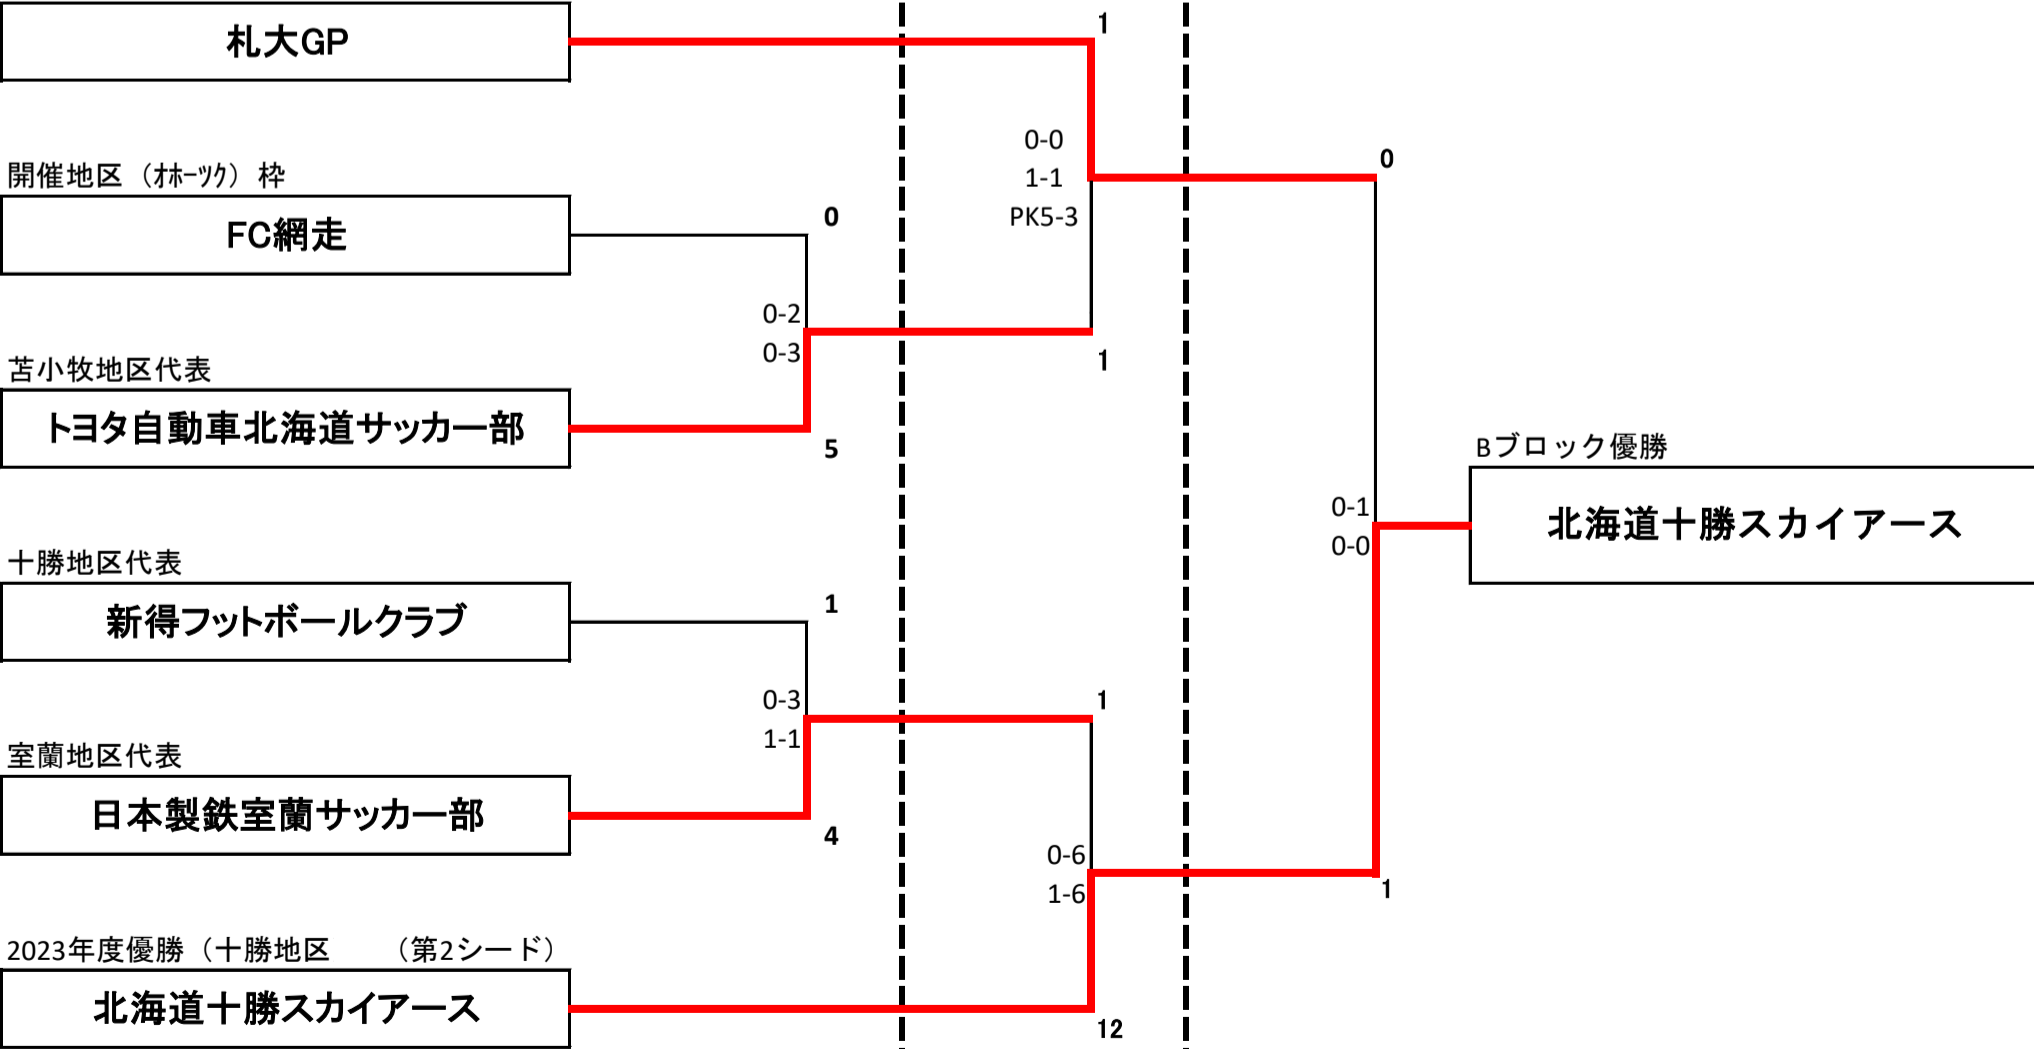 1
札大GP
0-0
0
1-1
開催地区（ｵﾎｰﾂｸ）枠
PK5-3
0
FC網走
0-2
0-3
1
苫小牧地区代表
トヨタ自動車北海道サッカー部
5
Bブロック優勝
0-1
北海道十勝スカイアース
0-0
十勝地区代表
1
新得フットボールクラブ
0-3
1
1-1
室蘭地区代表
日本製鉄室蘭サッカー部
4
0-6
1-6
1
2023年度優勝（十勝地区　　（第2シード）
北海道十勝スカイアース
12